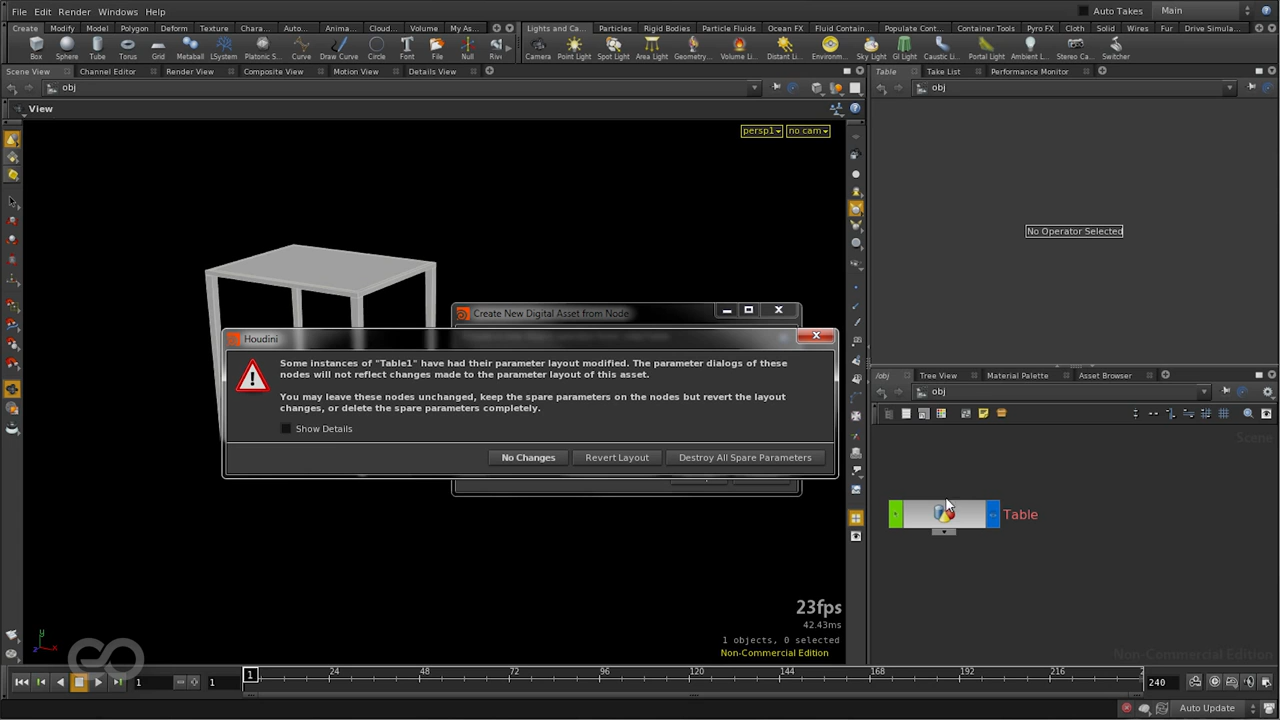 File Edit Render Windows Help Auto Takes Main
Create Modify Model Polygon Deform Texture Chara... Auto... Anima... Cloud... Volume My As... Lights and Ca... Particles Rigid Bodies Particle Fluids Ocean FX Fluid Contain... Populate Cont... Container Tools Pyro FX Cloth Solid Wires Fur Drive Simula...
Box Sphere Tube Torus Grid Metaball LSystem Platonic S... Curve Draw Curve Circle Font File Null Riv... Camera Point Light Spot Light Area Light Geometry... Volume Li... Distant Li... Environm... Sky Light GI Light Caustic Li... Portal Light Ambient Li... Stereo Ca... Switcher
Scene View Channel Editor Render View Composite View Motion View Details View Table Take List Performance Monitor
obj obj
View
persp1 no cam
No Operator Selected
Create New Digital Asset from Node
Houdini
Some instances of "Table1" have had their parameter layout modified. The parameter dialogs of these
nodes will not reflect changes made to the parameter layout of this asset.
You may leave these nodes unchanged, keep the spare parameters on the nodes but revert the layout
changes, or delete the spare parameters completely.
Show Details
No Changes Revert Layout Destroy All Spare Parameters
/obj Tree View Material Palette Asset Browser
obj
Scene
Table
23fps
42.43ms
1 objects, 0 selected
Non-Commercial Edition
Non-Commercial Edition
1 1 1 24 48 72 96 120 144 168 192 216 2 240
Auto Update